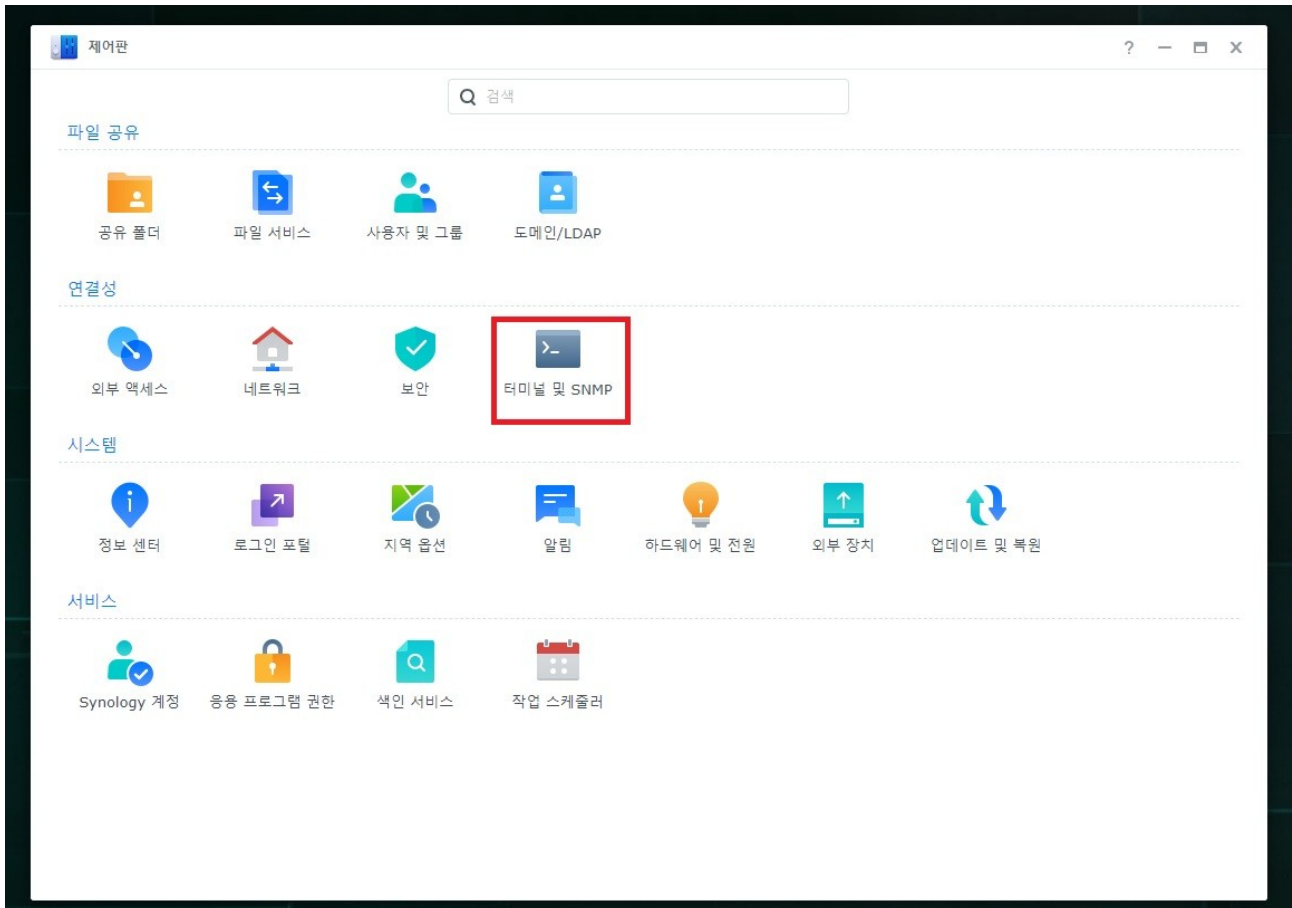 제어판
검색
파일 공유
공유 폴더 파일 서비스 사용자 및 그룹 도메인/LDAP
연결성
외부 액세스 네트워크 보안 터미널 및 SNMP
시스템
정보 센터 로그인 포털 지역 옵션 알림 하드웨어 및 전원 외부 장치 업데이트 및 복원
서비스
Synology 계정 응용 프로그램 권한 색인 서비스 작업 스케줄러